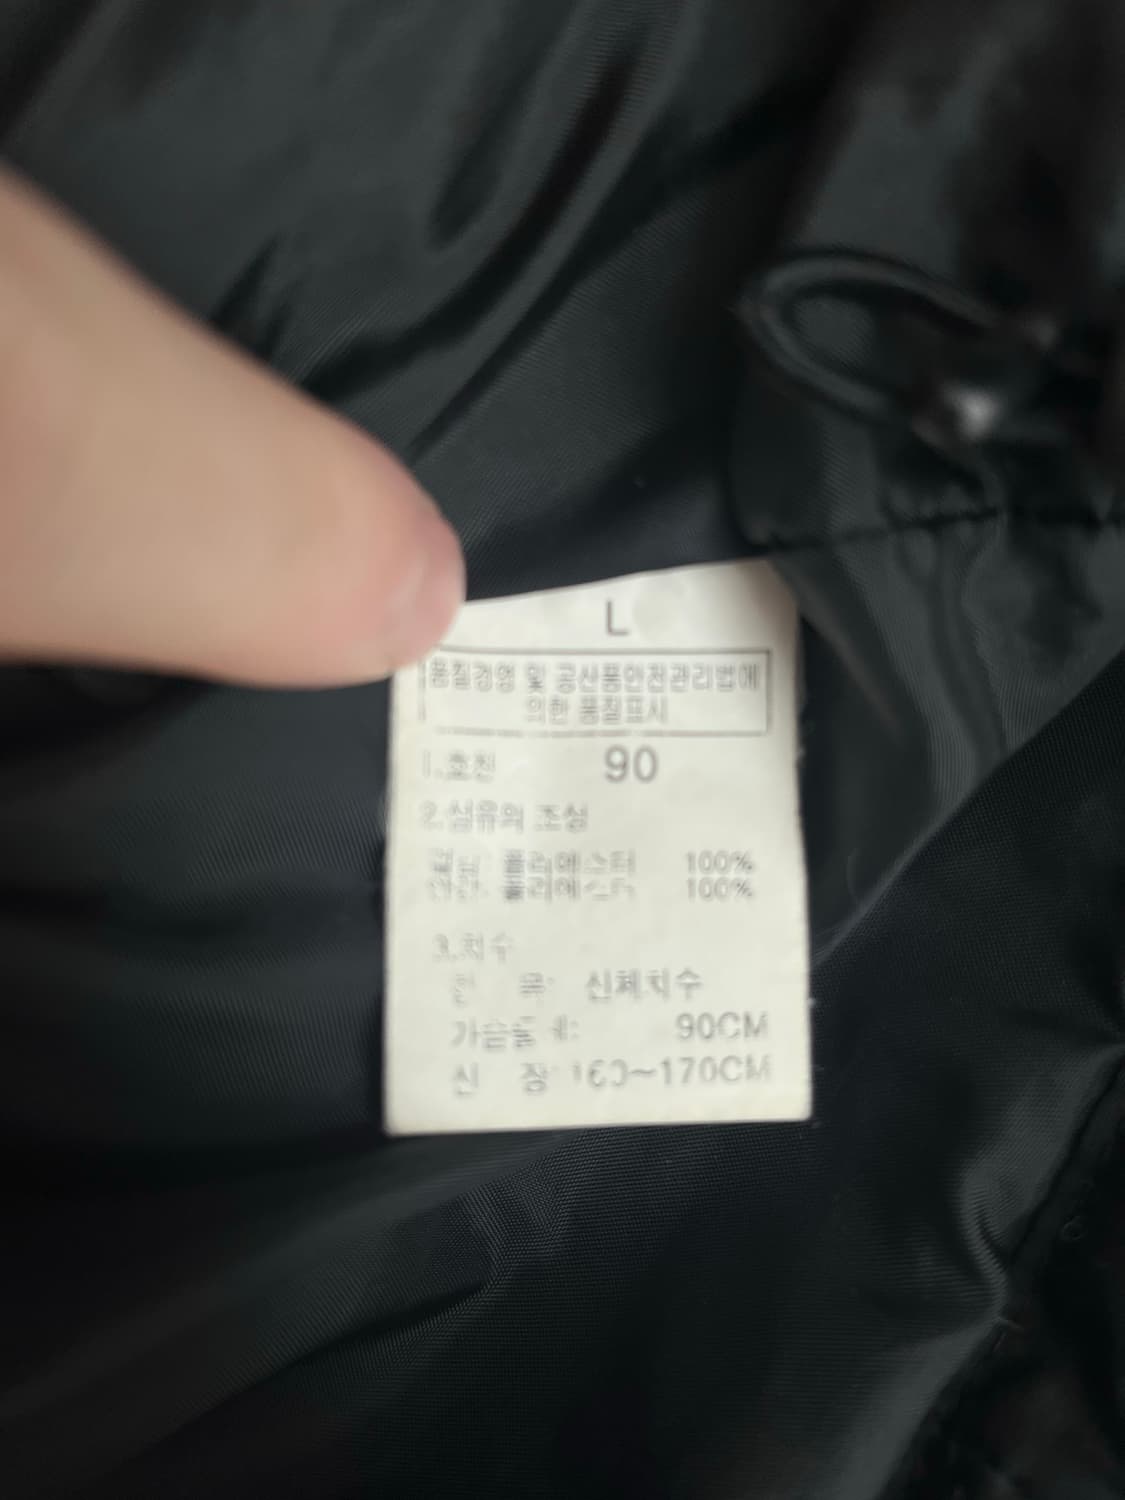 L
품질경영 및 공산품안전관리법에
의한 품질표시
1.호칭 90
2.섬유의 조성
겉감: 폴리에스터 100%
안감: 폴리에스터 100%
3.치수
신체치수
가슴둘레: 90CM
신 장: 160~170CM